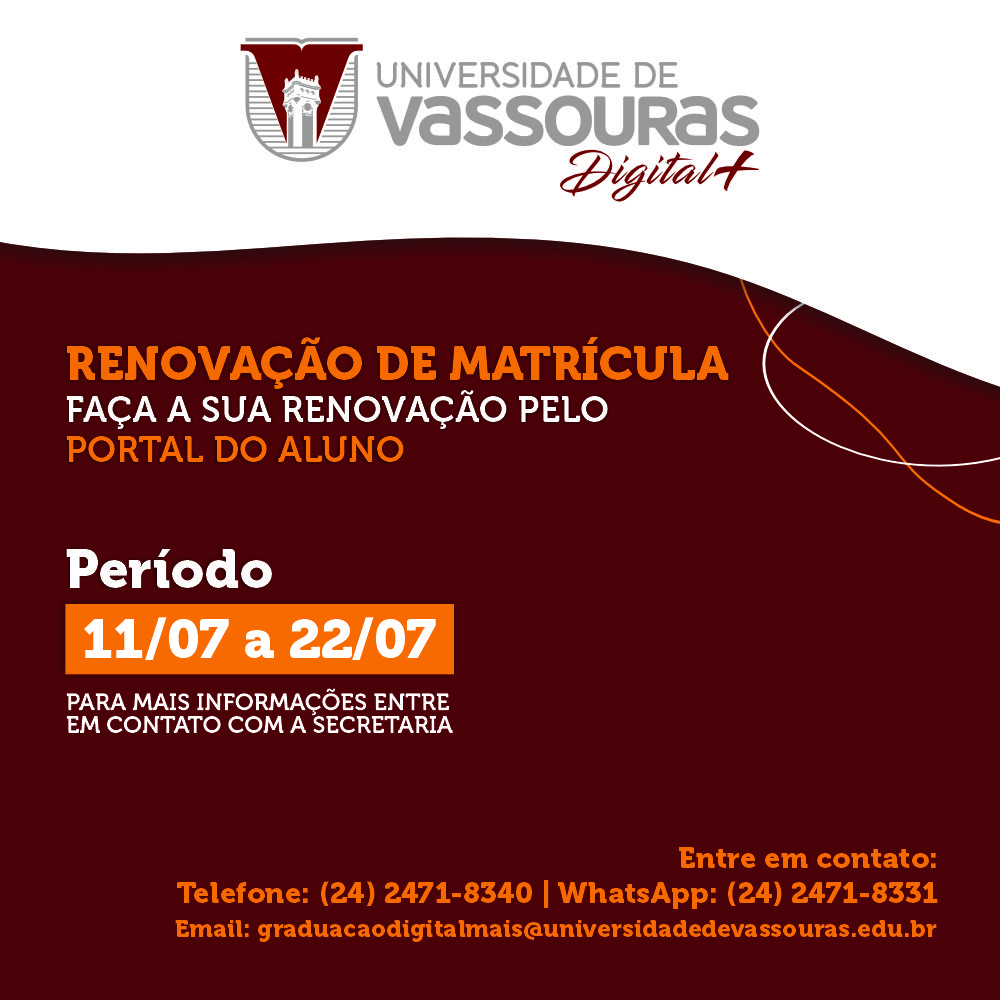 UNIVERSIDADE DE
VASSOURAS
Digital+
RENOVAÇÃO DE MATRÍCULA
FAÇA A SUA RENOVAÇÃO PELO
PORTAL DO ALUNO
Período
11/07 a 22/07
PARA MAIS INFORMAÇÕES ENTRE
EM CONTATO COM A SECRETARIA
Entre em contato:
Telefone: (24) 2471-8340 | WhatsApp: (24) 2471-8331
Email: graduacaodigitalmais@universidadedevassouras.edu.br